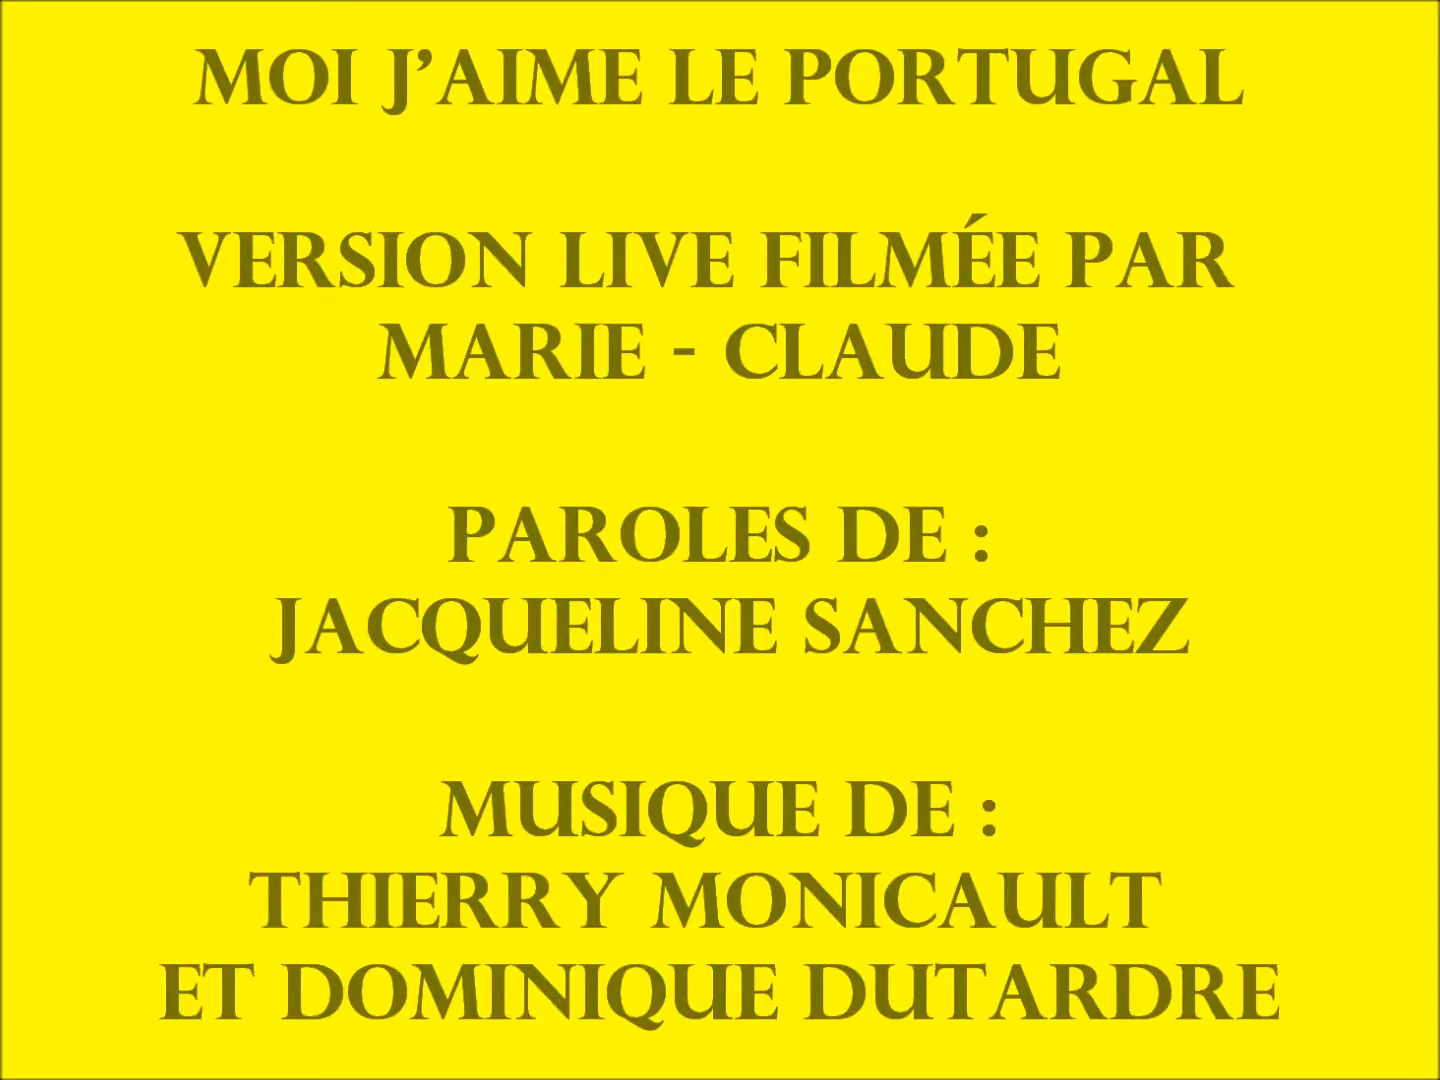 MOI J'AIME LE PORTUGAL
VERSION LIVE FILMÉE PAR
MARIE - CLAUDE
PAROLES DE :
JACQUELINE SANCHEZ
MUSIQUE DE :
THIERRY MONICAULT
ET DOMINIQUE DUTARDRE